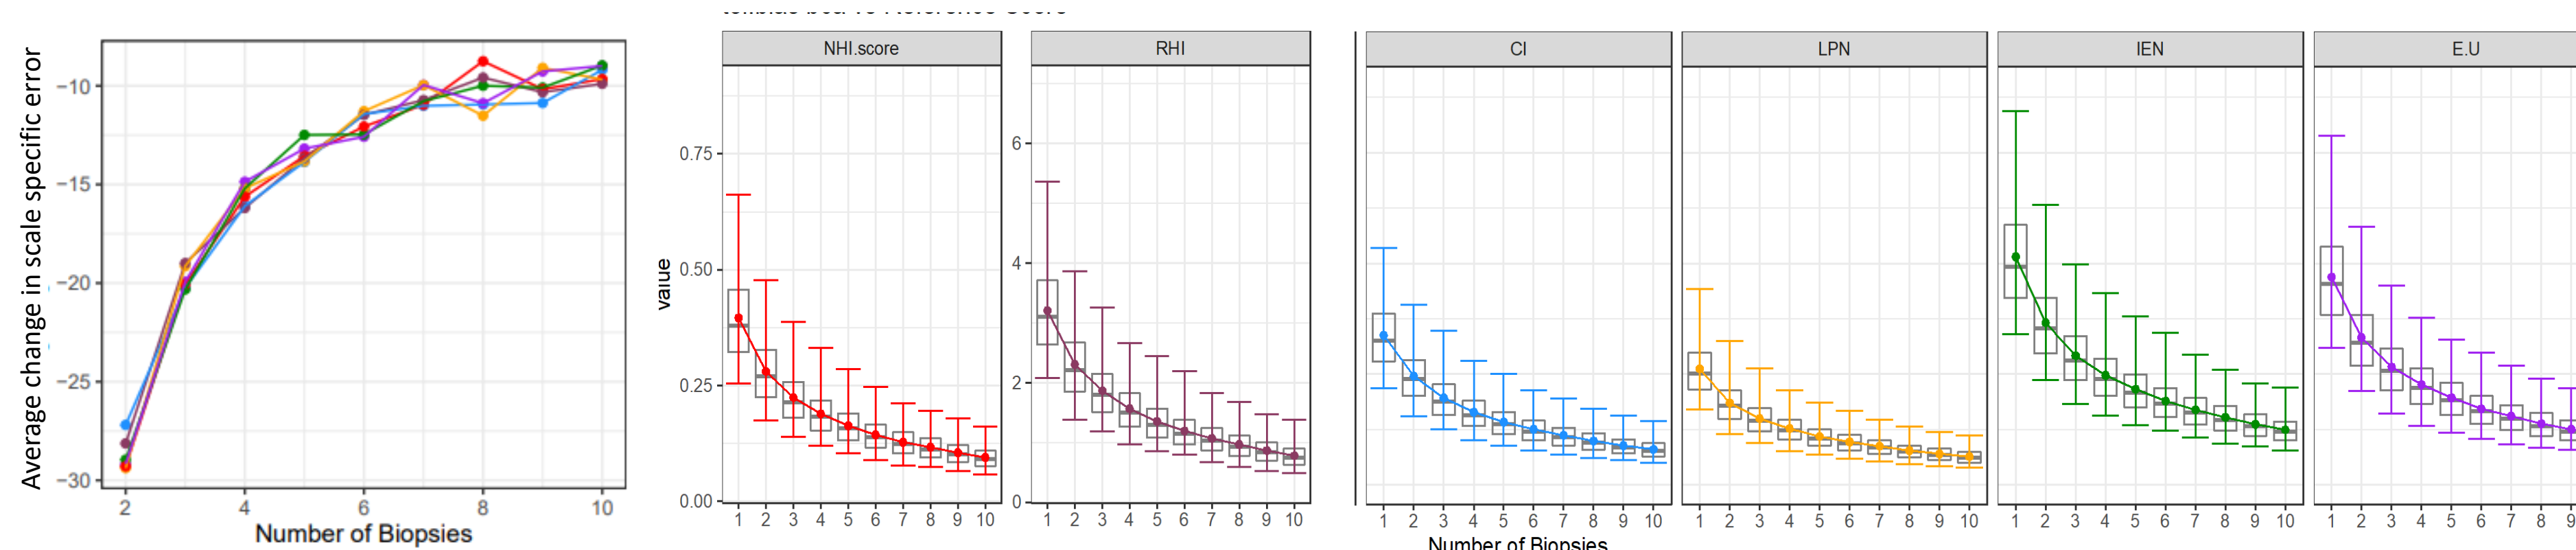 Average change in scale specific error
−10
−15
−20
−25
−30
2 4 6 8 10
Number of Biopsies
NHI.score RHI CI LPN IEN E.U
value
0.75
0.50
0.25
0.00
6
4
2
0
1 2 3 4 5 6 7 8 9 10
1 2 3 4 5 6 7 8 9 10
1 2 3 4 5 6 7 8 9 10
1 2 3 4 5 6 7 8 9 10
1 2 3 4 5 6 7 8 9 10
1 2 3 4 5 6 7 8 9
Number of Biopsies